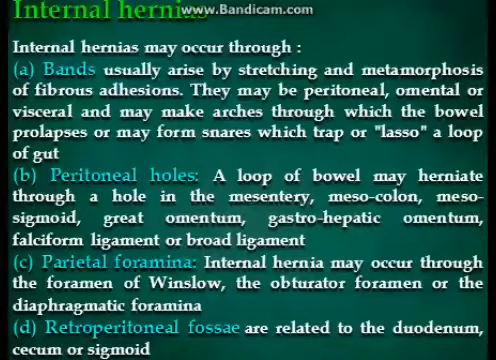 Internal hernias
www.Bandicam.com
Internal hernias may occur through :
(a) Bands usually arise by stretching and metamorphosis
of fibrous adhesions. They may be peritoneal, omental or
visceral and may make arches through which the bowel
prolapses or may form snares which trap or "lasso" a loop
of gut
(b) Peritoneal holes: A loop of bowel may herniate
through a hole in the mesentery, meso-colon, meso-
sigmoid, great omentum, gastro-hepatic omentum,
falciform ligament or broad ligament
(c) Parietal foramina: Internal hernia may occur through
the foramen of Winslow, the obturator foramen or the
diaphragmatic foramina
(d) Retroperitoneal fossae are related to the duodenum,
cecum or sigmoid